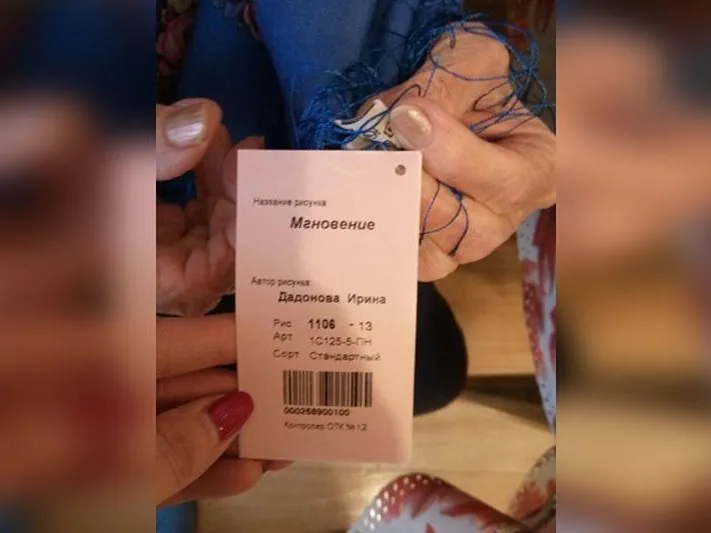 Название рисунка
Мгновение
Автор рисунка:
Дадонова Ирина
Рис. 1106 - 13
Арт 1С125-5-ПН
Сорт Стандартный
000268900100
Контролер ОТК № 12